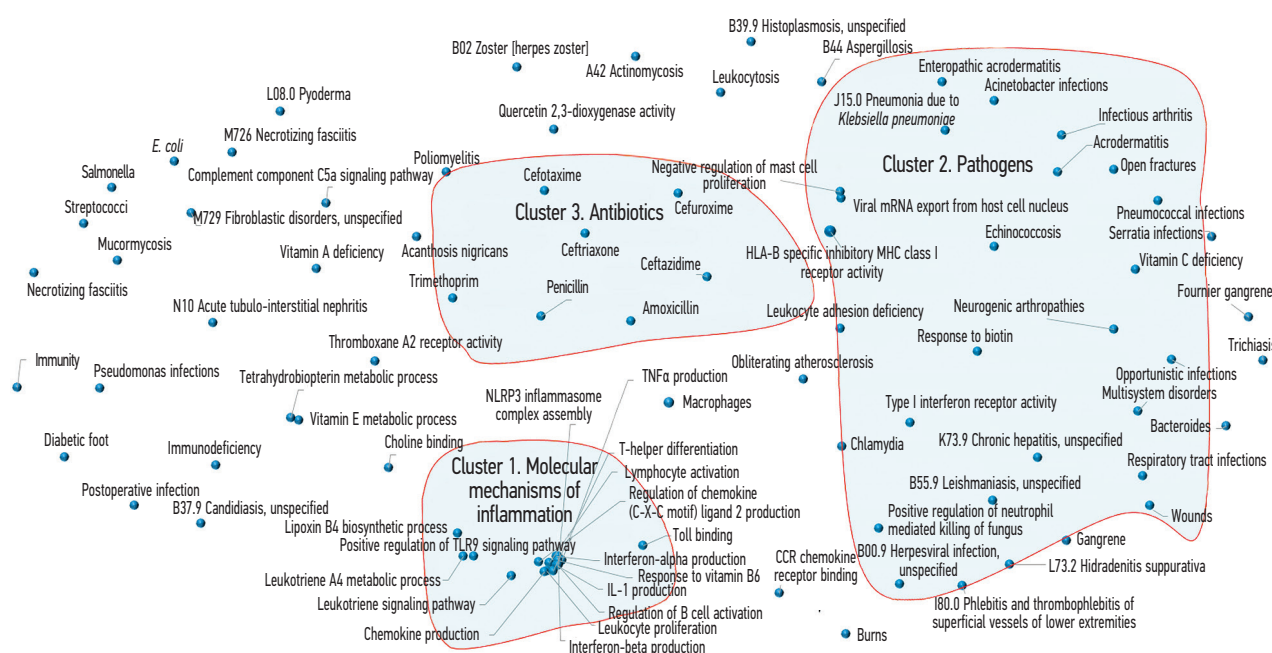 B39.9 Histoplasmosis, unspecified
B02 Zoster [herpes zoster]
B44 Aspergillosis
A42 Actinomycosis
Leukocytosis
Enteropathic acrodermatitis
Acinetobacter infections
L08.0 Pyoderma
Quercetin 2,3-dioxygenase activity
J15.0 Pneumonia due to
Klebsiella pneumoniae
Infectious arthritis
M726 Necrotizing fasciitis
E. coli
Acrodermatitis
Poliomyelitis
Cluster 2. Pathogens
Open fractures
Salmonella
Complement component C5a signaling pathway
Cefotaxime
Negative regulation of mast cell
proliferation
Streptococci
M729 Fibroblastic disorders, unspecified
Cluster 3. Antibiotics
Cefuroxime
Viral mRNA export from host cell nucleus
Pneumococcal infections
Echinococcosis
Serratia infections
Mucormycosis
Vitamin A deficiency
Acanthosis nigricans
Ceftriaxone
HLA-B specific inhibitory MHC class I
receptor activity
Ceftazidime
Vitamin C deficiency
Necrotizing fasciitis
Trimethoprim
Penicillin
Fournier gangrene
N10 Acute tubulo-interstitial nephritis
Amoxicillin
Leukocyte adhesion deficiency
Neurogenic arthropathies
Thromboxane A2 receptor activity
Response to biotin
Trichiasis
Immunity
Pseudomonas infections
Obliterating atherosclerosis
Opportunistic infections
Tetrahydrobiopterin metabolic process
TNFα production
NLRP3 inflammasome
complex assembly
Macrophages
Multisystem disorders
Type I interferon receptor activity
Vitamin E metabolic process
Bacteroides
Diabetic foot
Immunodeficiency
Choline binding
T-helper differentiation
Chlamydia
K73.9 Chronic hepatitis, unspecified
Cluster 1. Molecular
mechanisms of
inflammation
Lymphocyte activation
Respiratory tract infections
Postoperative infection
B55.9 Leishmaniasis, unspecified
Regulation of chemokine
(C-X-C motif) ligand 2 production
B37.9 Candidiasis, unspecified
Positive regulation of neutrophil
mediated killing of fungus
Wounds
Lipoxin B4 biosynthetic process
Toll binding
Positive regulation of TLR9 signaling pathway
Gangrene
Interferon-alpha production
CCR chemokine
receptor binding
B00.9 Herpesviral infection,
unspecified
L73.2 Hidradenitis suppurativa
Leukotriene A4 metabolic process
Response to vitamin B6
IL-1 production
Leukotriene signaling pathway
Regulation of B cell activation
I80.0 Phlebitis and thrombophlebitis of
superficial vessels of lower extremities
Chemokine production
Leukocyte proliferation
Burns
Interferon-beta production